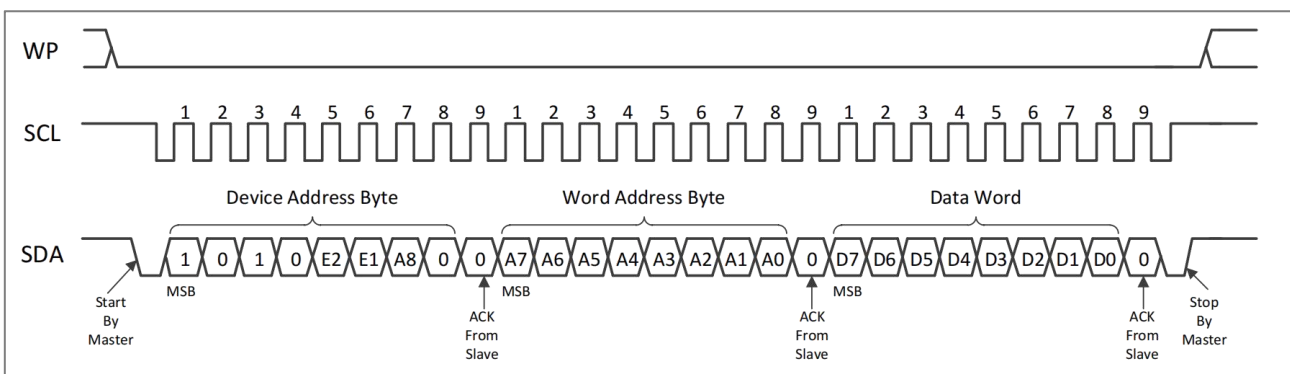 WP
1 2 3 4 5 6 7 8 9 1 2 3 4 5 6 7 8 9 1 2 3 4 5 6 7 8 9
SCL
Device Address Byte Word Address Byte Data Word
SDA 1 0 1 0 E2 E1 A8 0 0 A7 A6 A5 A4 A3 A2 A1 A0 0 D7 D6 D5 D4 D3 D2 D1 D0 0
MSB MSB MSB
Start
By
Master
ACK
From
Slave
ACK
From
Slave
ACK
From
Slave
Stop
By
Master